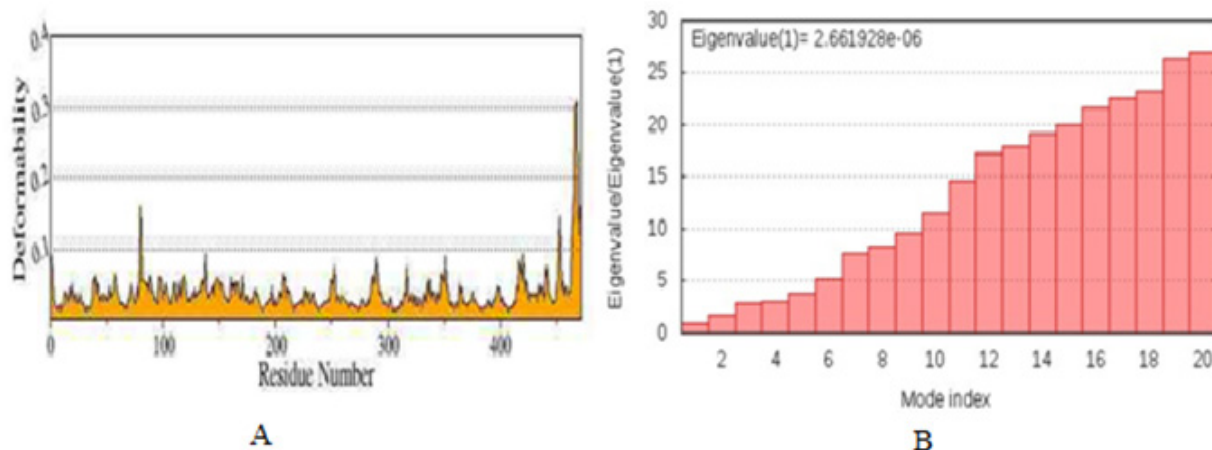 Deformability
0.4
0.3
0.2
0.1
0
100
200
300
400
Residue Number
A
Eigenvalue/Eigenvalue(1)
30
25
20
15
10
5
0
Eigenvalue(1)= 2.661928e-06
2 4 6 8 10 12 14 16 18 20
Mode index
B